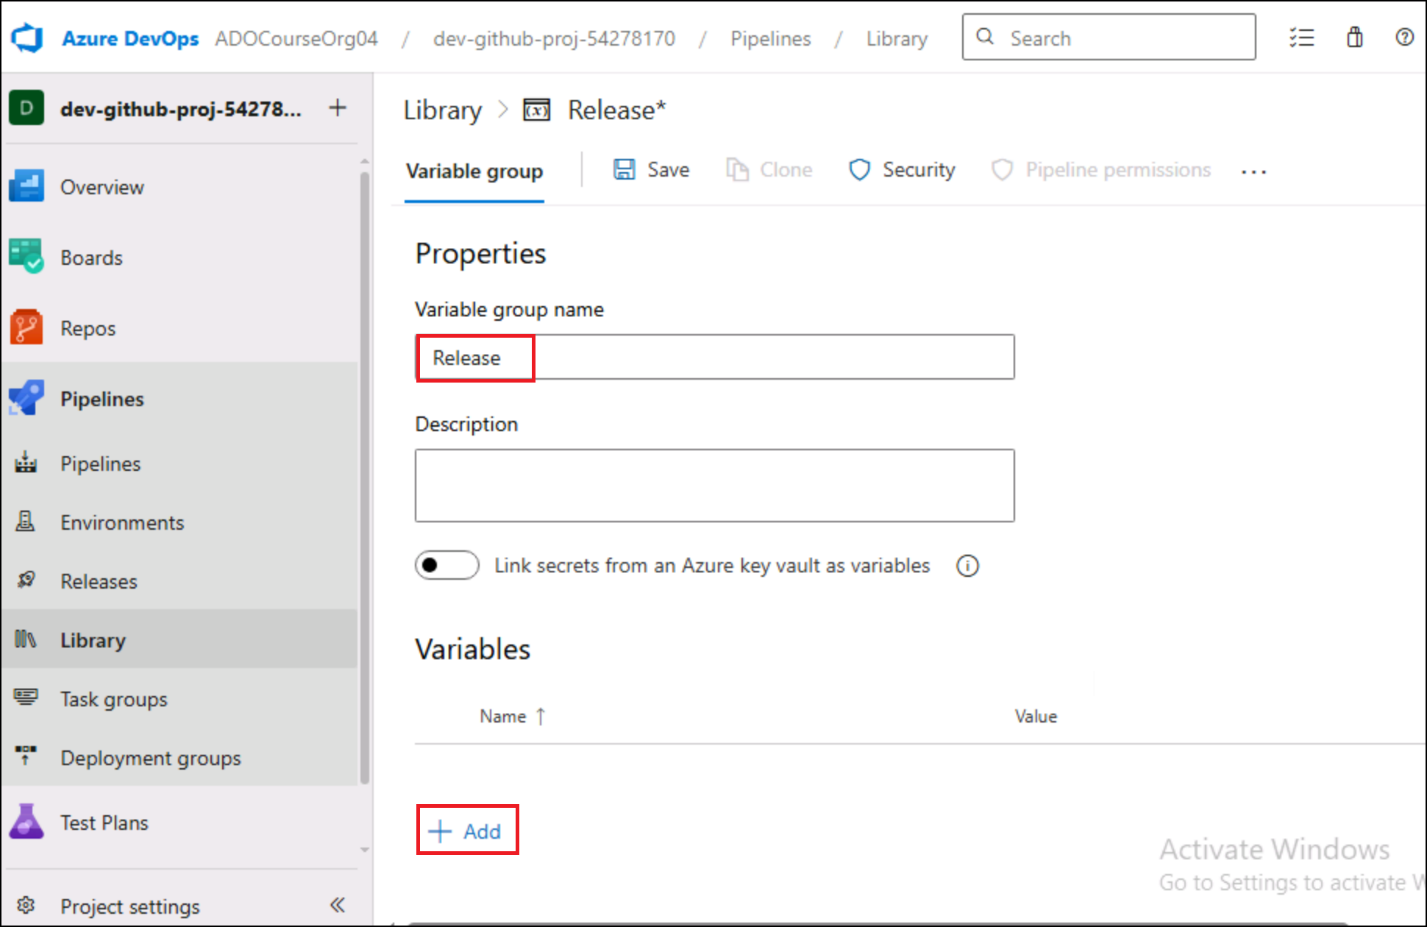 Azure DevOps ADOCourseOrg04 / dev-github-proj-54278170 / Pipelines / Library Search
D dev-github-proj-54278... +
Overview
Boards
Repos
Pipelines
Pipelines
Environments
Releases
Library
Task groups
Deployment groups
Test Plans
Project settings
Library > Release*
Variable group Save Clone Security Pipeline permissions ...
Properties
Variable group name
Release
Description
Link secrets from an Azure key vault as variables
Variables
Name ↑ Value
+ Add
Activate Windows
Go to Settings to activate W